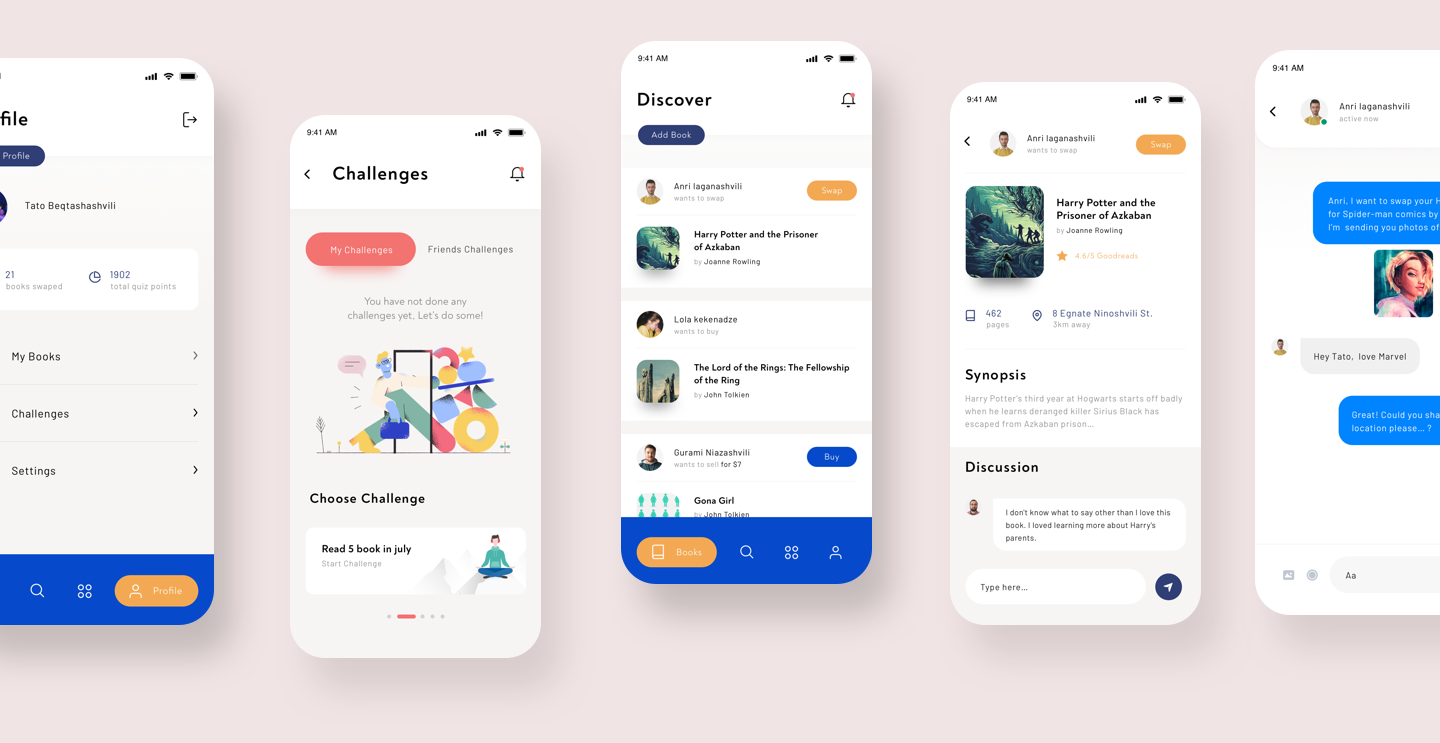 file
Profile
Tato Beqtashashvili
21
books swaped
1902
total quiz points
My Books
Challenges
Settings
Profile
9:41 AM
Challenges
My Challenges
Friends Challenges
You have not done any
challenges yet, Let's do some!
Choose Challenge
Read 5 book in july
Start Challenge
9:41 AM
Discover
Add Book
Anri Iaganashvili
wants to swap
Swap
Harry Potter and the Prisoner
of Azkaban
by Joanne Rowling
Lola kekenadze
wants to buy
The Lord of the Rings: The Fellowship
of the Ring
by John Tolkien
Gurami Niazashvili
wants to sell for $7
Buy
Gona Girl
by John Tolkien
Books
9:41 AM
Anri Iaganashvili
wants to swap
Swap
Harry Potter and the
Prisoner of Azkaban
by Joanne Rowling
4.6/5 Goodreads
462
pages
8 Egnate Ninoshvili St.
3km away
Synopsis
Harry Potter's third year at Hogwarts starts off badly
when he learns deranged killer Sirius Black has
escaped from Azkaban prison...
Discussion
I don't know what to say other than I love this
book. I loved learning more about Harry's
parents.
Type here...
9:41 AM
Anri Iaganashvili
active now
Anri, I want to swap your H
for Spider-man comics by
I'm sending you photos of
Hey Tato, love Marvel
Great! Could you sha
location please... ?
Aa